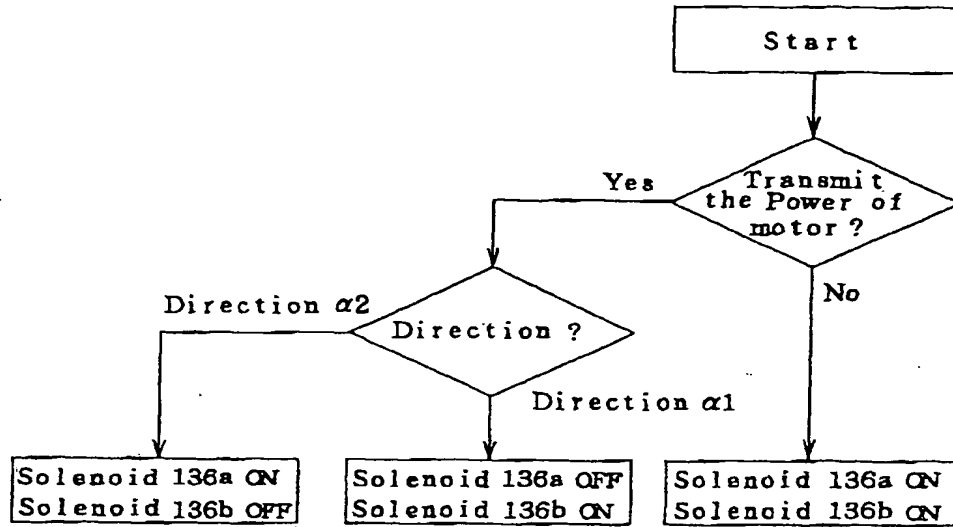 Start
Transmit
the Power of
motor ?
Yes
No
Direction ?
Direction α2
Direction α1
Solenoid 136a ON
Solenoid 136b OFF
Solenoid 136a OFF
Solenoid 136b ON
Solenoid 136a ON
Solenoid 136b ON